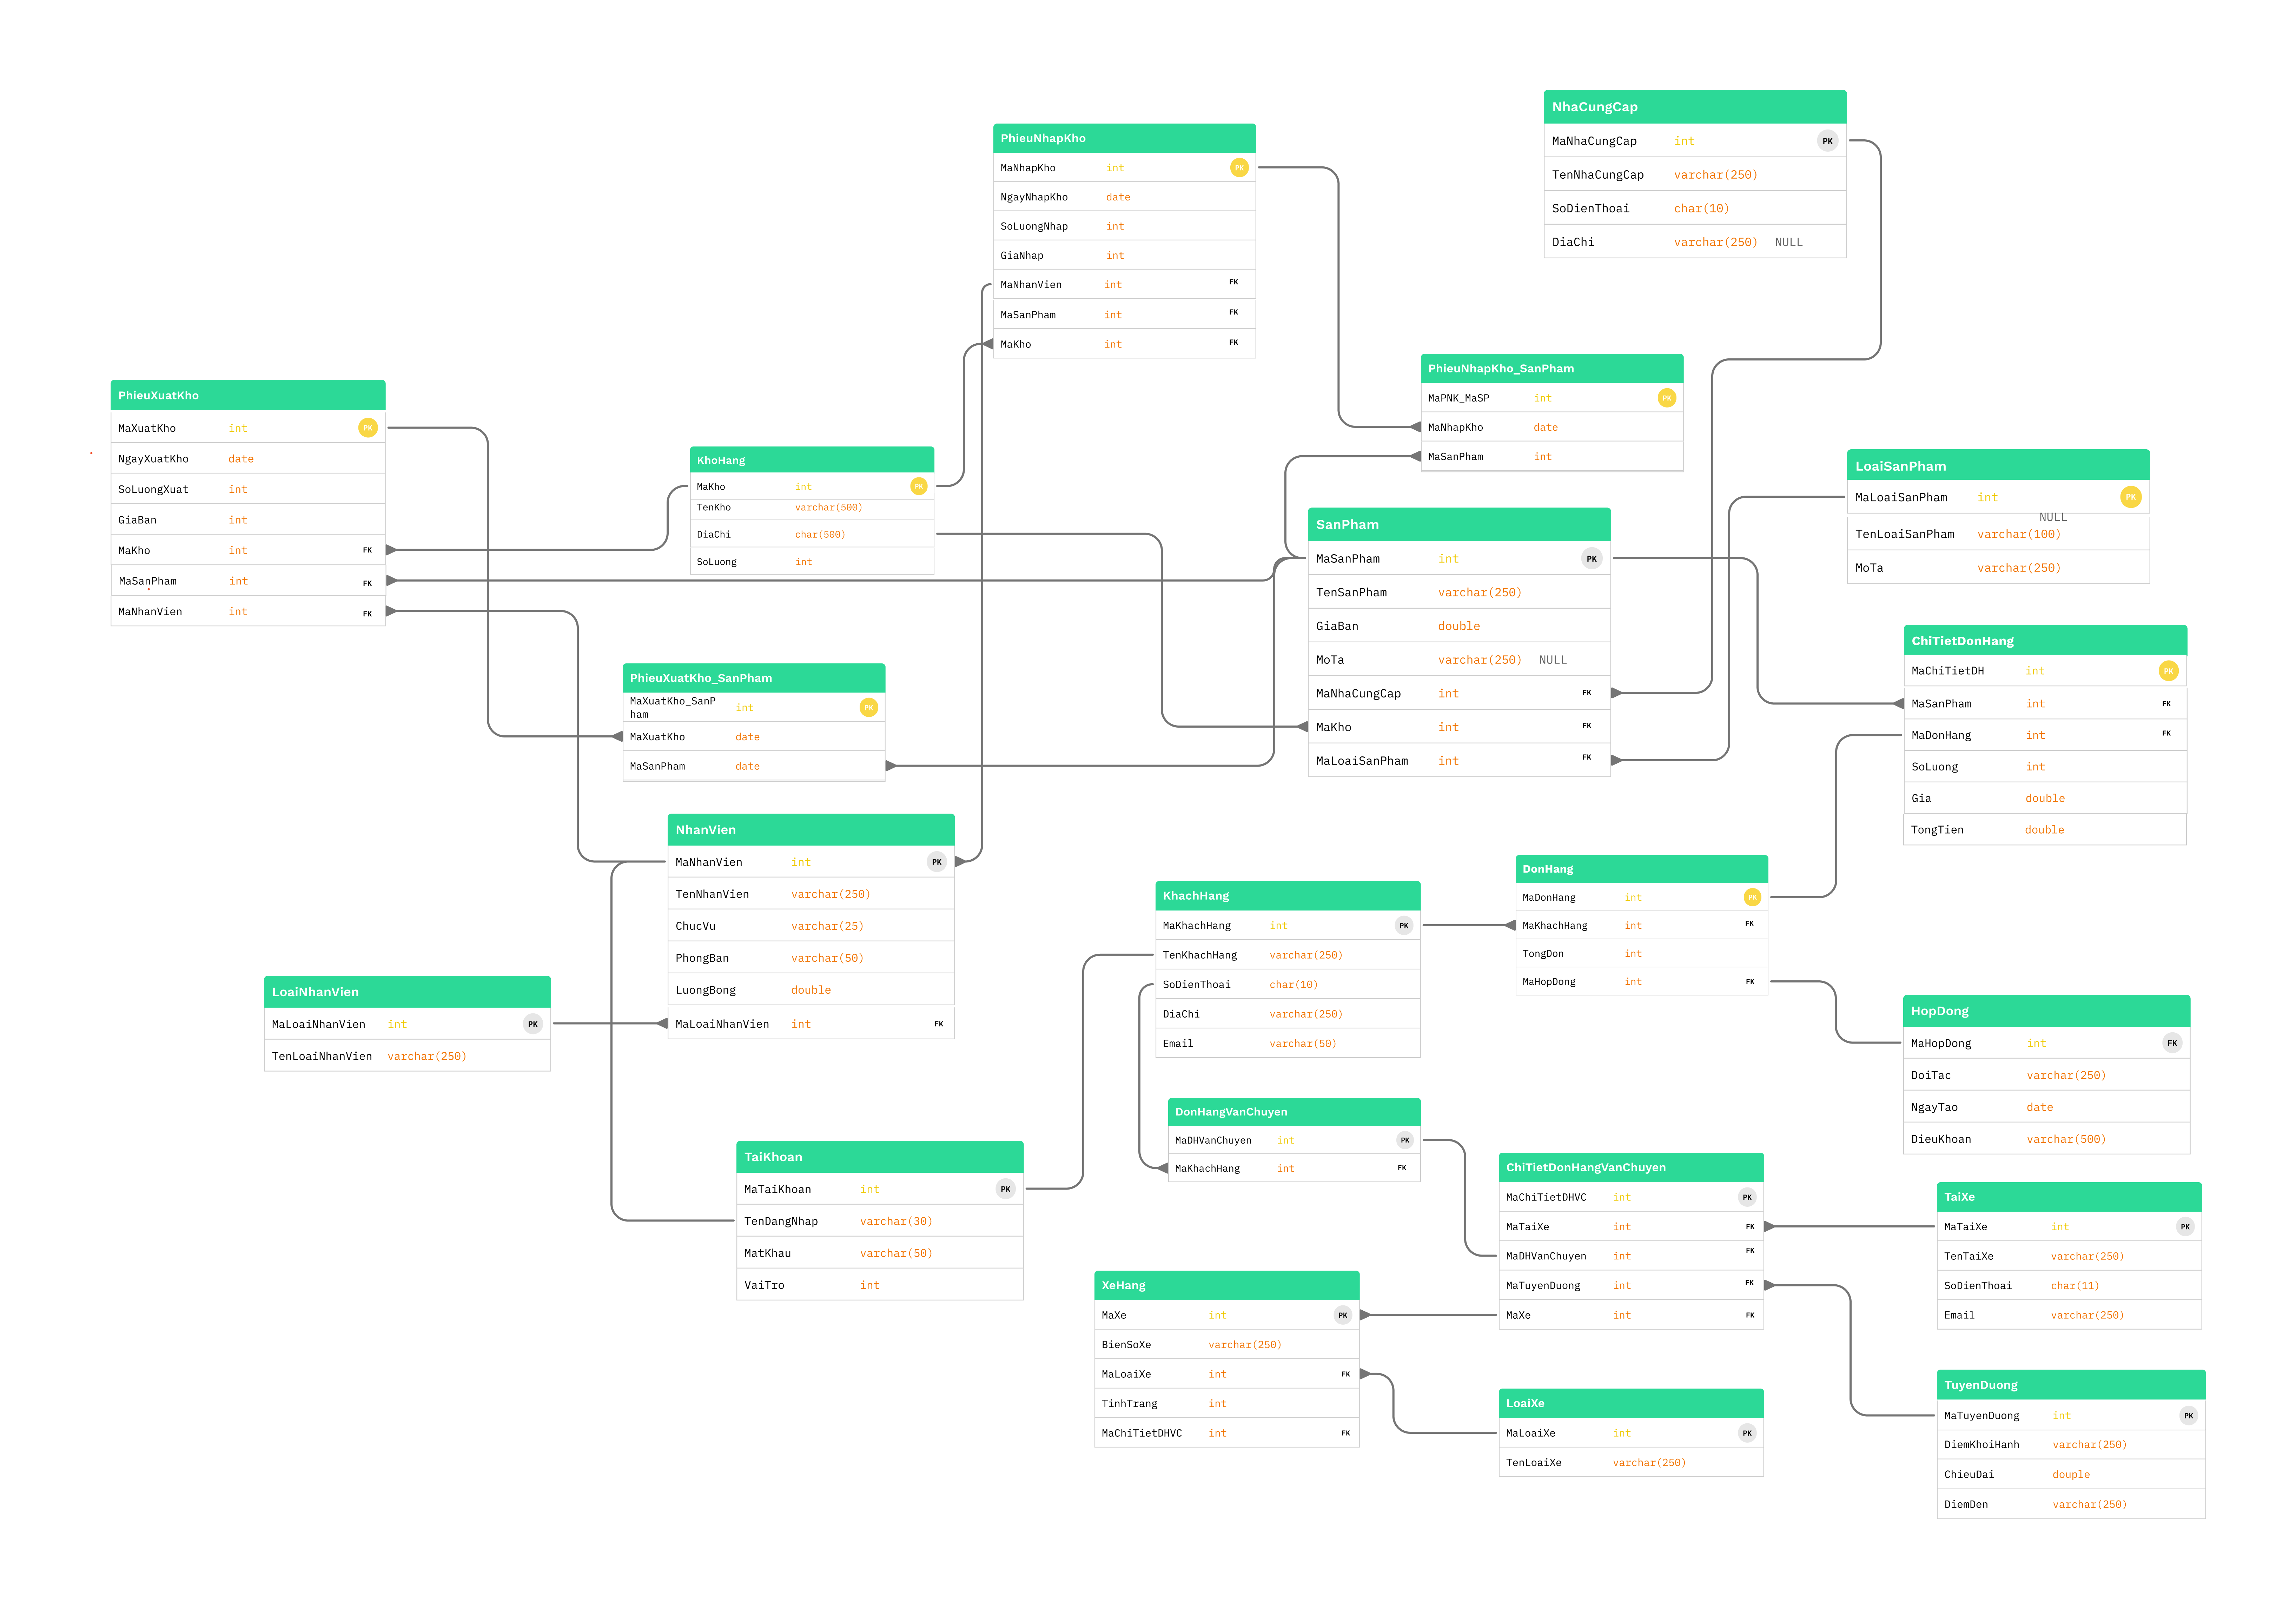 NhaCungCap
MaNhaCungCap int PK
TenNhaCungCap varchar(250)
SoDienThoai char(10)
DiaChi varchar(250) NULL
PhieuNhapKho
MaNhapKho int PK
NgayNhapKho date
SoLuongNhap int
GiaNhap int
MaNhanVien int FK
MaSanPham int FK
MaKho int FK
PhieuNhapKho_SanPham
MaPNK_MaSP int PK
MaNhapKho date
MaSanPham int
PhieuXuatKho
MaXuatKho int PK
NgayXuatKho date
SoLuongXuat int
GiaBan int
MaKho int FK
MaSanPham int FK
MaNhanVien int FK
KhoHang
MaKho int PK
TenKho varchar(500)
DiaChi char(500)
SoLuong int
LoaiSanPham
MaLoaiSanPham int PK
NULL
TenLoaiSanPham varchar(100)
MoTa varchar(250)
SanPham
MaSanPham int PK
TenSanPham varchar(250)
GiaBan double
MoTa varchar(250) NULL
MaNhaCungCap int FK
MaKho int FK
MaLoaiSanPham int FK
ChiTietDonHang
MaChiTietDH int PK
MaSanPham int FK
MaDonHang int FK
SoLuong int
Gia double
TongTien double
PhieuXuatKho_SanPham
MaXuatKho_SanP
ham int PK
MaXuatKho date
MaSanPham date
NhanVien
MaNhanVien int PK
TenNhanVien varchar(250)
ChucVu varchar(25)
PhongBan varchar(50)
LuongBong double
MaLoaiNhanVien int FK
KhachHang
MaKhachHang int PK
TenKhachHang varchar(250)
SoDienThoai char(10)
DiaChi varchar(250)
Email varchar(50)
DonHang
MaDonHang int PK
MaKhachHang int FK
TongDon int
MaHopDong int FK
LoaiNhanVien
MaLoaiNhanVien int PK
TenLoaiNhanVien varchar(250)
HopDong
MaHopDong int FK
DoiTac varchar(250)
NgayTao date
DieuKhoan varchar(500)
DonHangVanChuyen
MaDHVanChuyen int PK
MaKhachHang int FK
TaiKhoan
MaTaiKhoan int PK
TenDangNhap varchar(30)
MatKhau varchar(50)
VaiTro int
ChiTietDonHangVanChuyen
MaChiTietDHVC int PK
MaTaiXe int FK
MaDHVanChuyen int FK
MaTuyenDuong int FK
MaXe int FK
TaiXe
MaTaiXe int PK
TenTaiXe varchar(250)
SoDienThoai char(11)
Email varchar(250)
XeHang
MaXe int PK
BienSoXe varchar(250)
MaLoaiXe int FK
TinhTrang int
MaChiTietDHVC int FK
LoaiXe
MaLoaiXe int PK
TenLoaiXe varchar(250)
TuyenDuong
MaTuyenDuong int PK
DiemKhoiHanh varchar(250)
ChieuDai douple
DiemDen varchar(250)